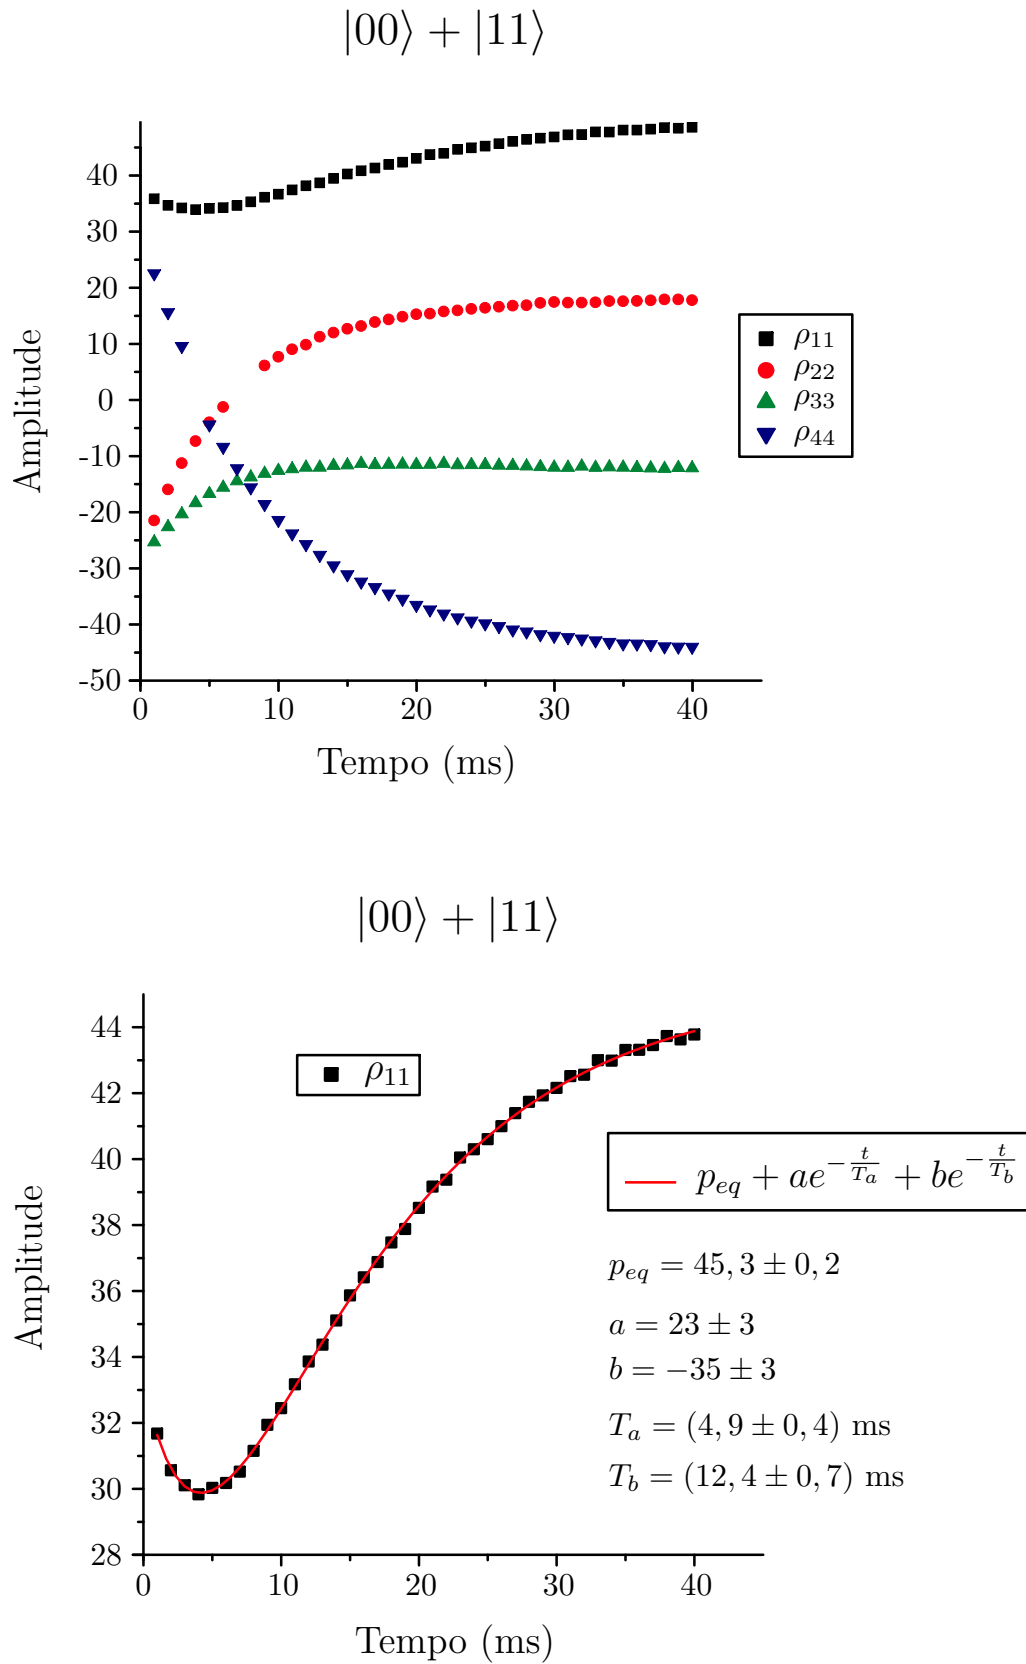 |00⟩ + |11⟩
40
30
20
10
0
-10
-20
-30
-40
-50
0 10 20 30 40
Amplitude
Tempo (ms)
ρ11
ρ22
ρ33
ρ44
|00⟩ + |11⟩
44
42
40
38
36
34
32
30
28
0 10 20 30 40
Amplitude
Tempo (ms)
ρ11
p_eq + ae^{-t/T_a} + be^{-t/T_b}
p_eq = 45, 3 ± 0, 2
a = 23 ± 3
b = −35 ± 3
T_a = (4, 9 ± 0, 4) ms
T_b = (12, 4 ± 0, 7) ms